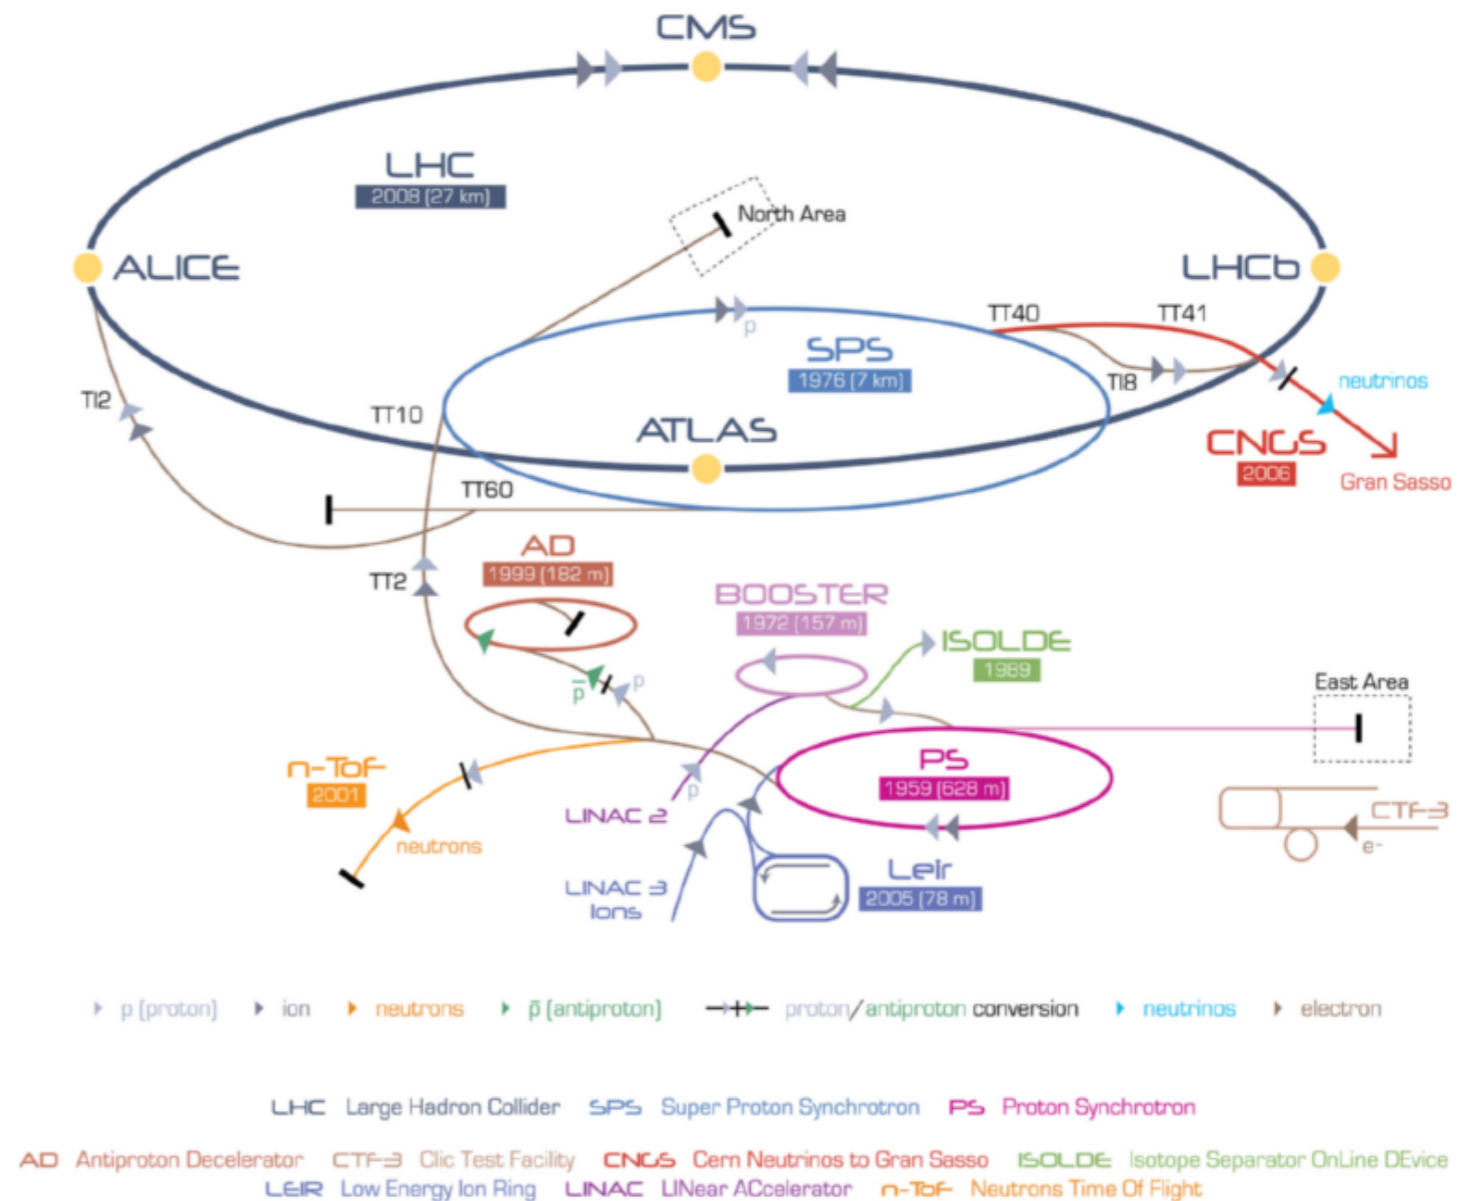 CMS
LHC
2008 (27 km)
North Area
ALICE
LHCb
TT40
TT41
p
SPS
1976 (7 km)
TI8
neutrinos
TI2
TT10
ATLAS
CNGS
2006
Gran Sasso
TT60
AD
1999 (182 m)
TT2
BOOSTER
1972 (157 m)
ISOLDE
1989
p̅
p
East Area
n-ToF
2001
PS
1959 (628 m)
LINAC 2
p
neutrons
CTF-3
e-
LINAC 3
Ions
Leir
2005 (78 m)
p (proton) ion neutrons p̅ (antiproton) proton/antiproton conversion neutrinos electron
LHC Large Hadron Collider SPS Super Proton Synchrotron PS Proton Synchrotron
AD Antiproton Decelerator CTF-3 Clic Test Facility CNGS Cern Neutrinos to Gran Sasso ISOLDE Isotope Separator OnLine DEvice
LEIR Low Energy Ion Ring LINAC LINear ACcelerator n-ToF Neutrons Time Of Flight